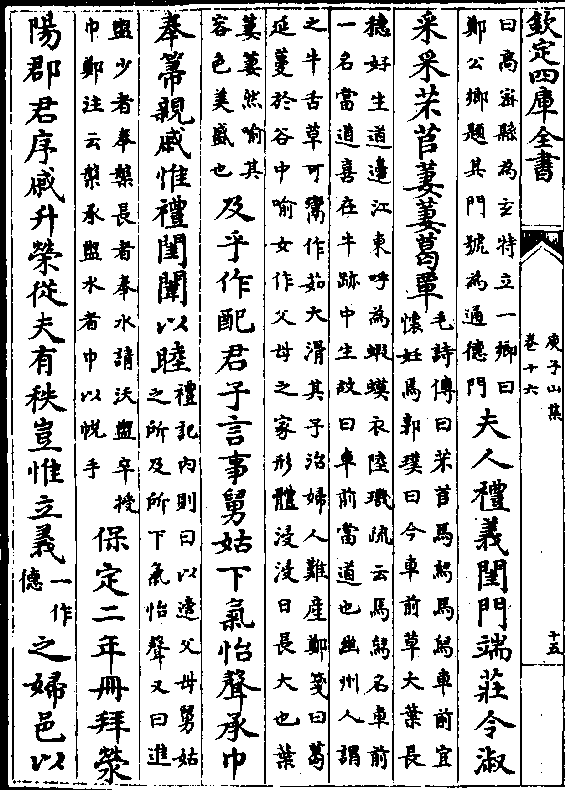 欽定四庫全書
庾子山集
卷十六
十五
曰高密縣為玄特立一鄉曰
鄭公鄉題其門號為通德門
夫人禮義閨門端莊令淑
采采芣苢萋萋葛覃
毛詩傳曰芣苢馬舄馬舄車前宜
懷妊焉郭璞曰今車前草大葉長
穗好生道邊江東呼為蝦蟆衣陸璣疏云馬舄名車前
一名當道喜在牛跡中生故曰車前當道也幽州人謂
之牛舌草可鬻作茹大滑其子治婦人難產鄭箋曰葛
延蔓於谷中喻女作父母之家形體浸浸日長大也葉
萋萋然喻其
容色美盛也
及乎作配君子言事舅姑下氣怡聲承巾
奉箒親戚惟禮閨聞以睦
禮記內則曰以適父母舅姑
之所及所下氣怡聲又曰進
盥少者奉槃長者奉水請沃盥卒授
巾鄭注云槃承盥水者巾以帨手
保定二年冊拜滎
陽郡君序戚升榮從夫有秩豈惟立義
一作
德
之婦邑以